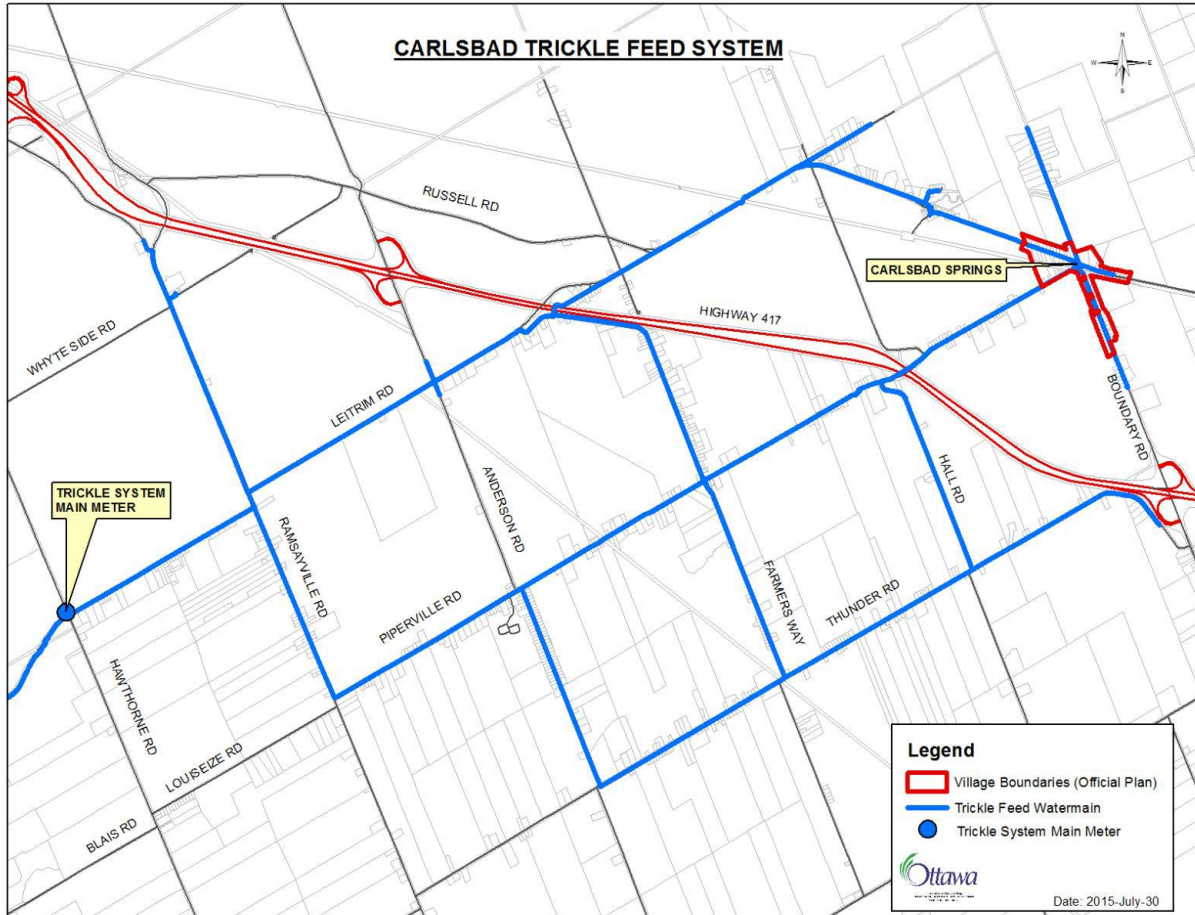 CARLSBAD TRICKLE FEED SYSTEM
N
W
E
S
RUSSELL RD
CARLSBAD SPRINGS
HIGHWAY 417
WHYTE SIDE RD
LEITRIM RD
BOUNDARY RD
TRICKLE SYSTEM
MAIN METER
ANDERSON RD
HALL RD
RAMSAYVILLE RD
PIPERVILLE RD
FARMERS WAY
THUNDER RD
HAWTHORNE RD
LOUISEIZE RD
BLAIS RD
Legend
Village Boundaries (Official Plan)
Trickle Feed Watermain
Trickle System Main Meter
Ottawa
Date: 2015-July-30